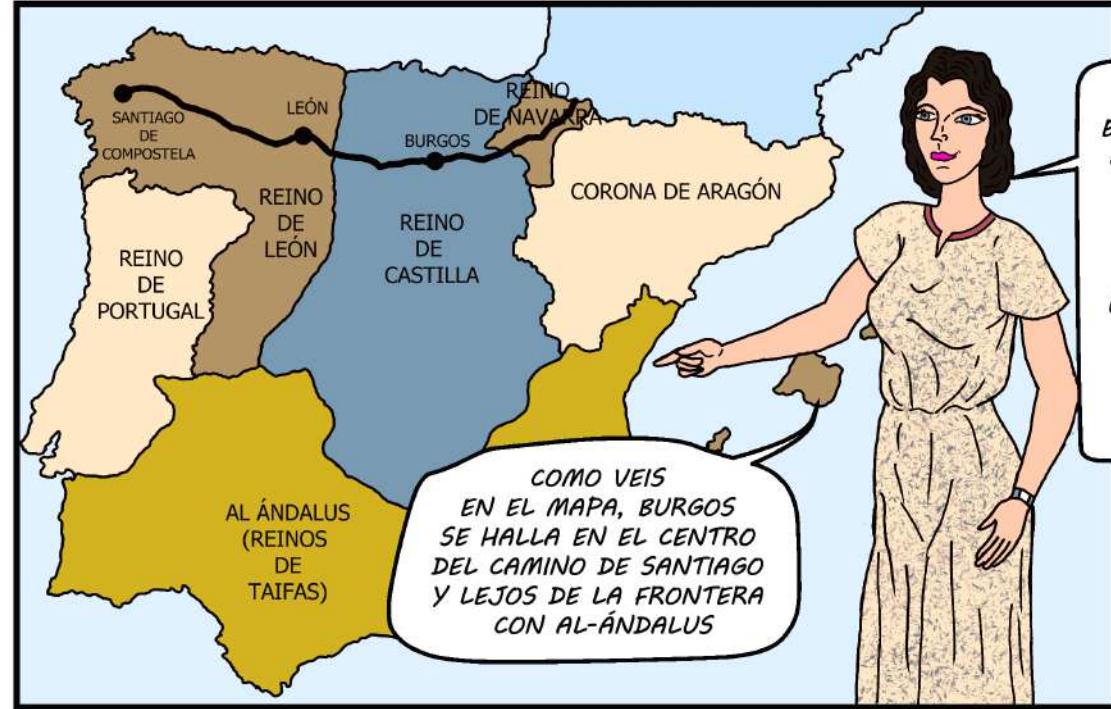 SANTIAGO
DE
COMPOSTELA
LEÓN
BURGOS
REINO
DE NAVARRA
CORONA DE ARAGÓN
REINO
DE
LEÓN
REINO
DE
CASTILLA
REINO
DE
PORTUGAL
AL ÁNDALUS
(REINOS
DE
TAIFAS)
COMO VEIS
EN EL MAPA, BURGOS
SE HALLA EN EL CENTRO
DEL CAMINO DE SANTIAGO
Y LEJOS DE LA FRONTERA
CON AL-ÁNDALUS